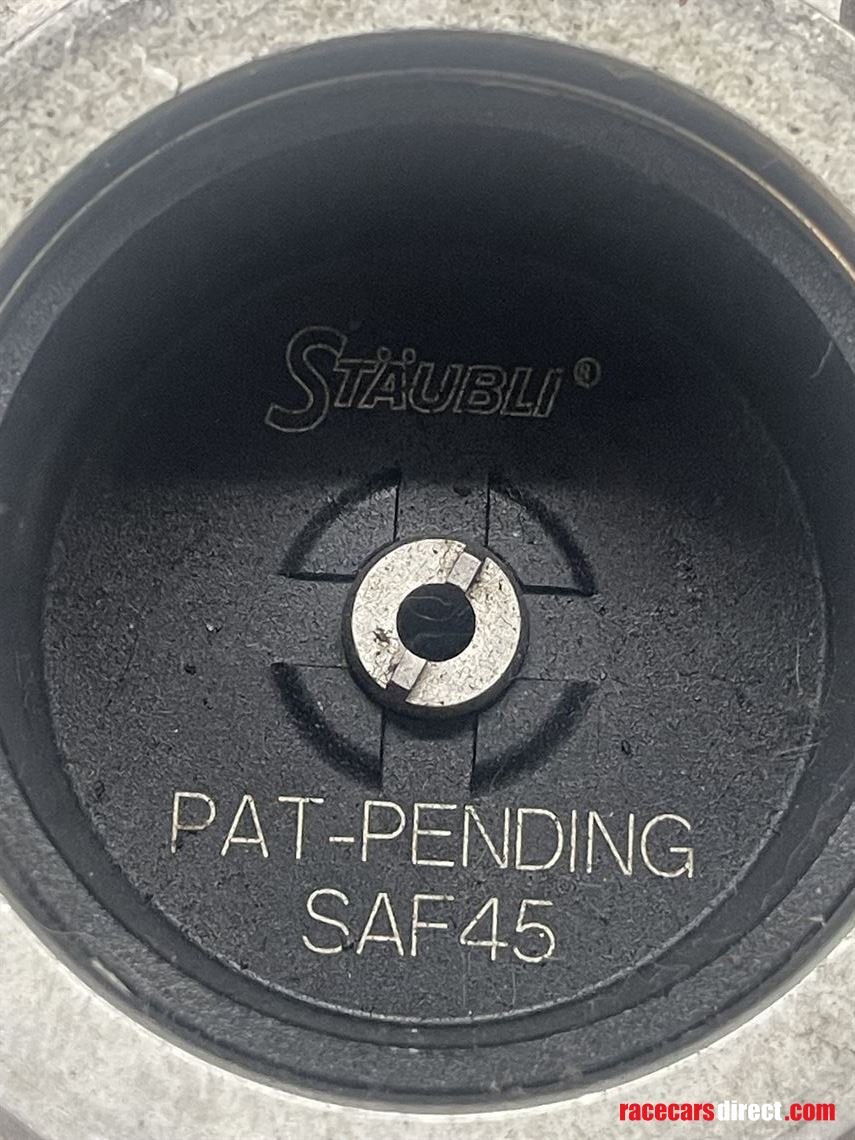 STÄUBLI®
PAT-PENDING
SAF45
racecarsdirect.com